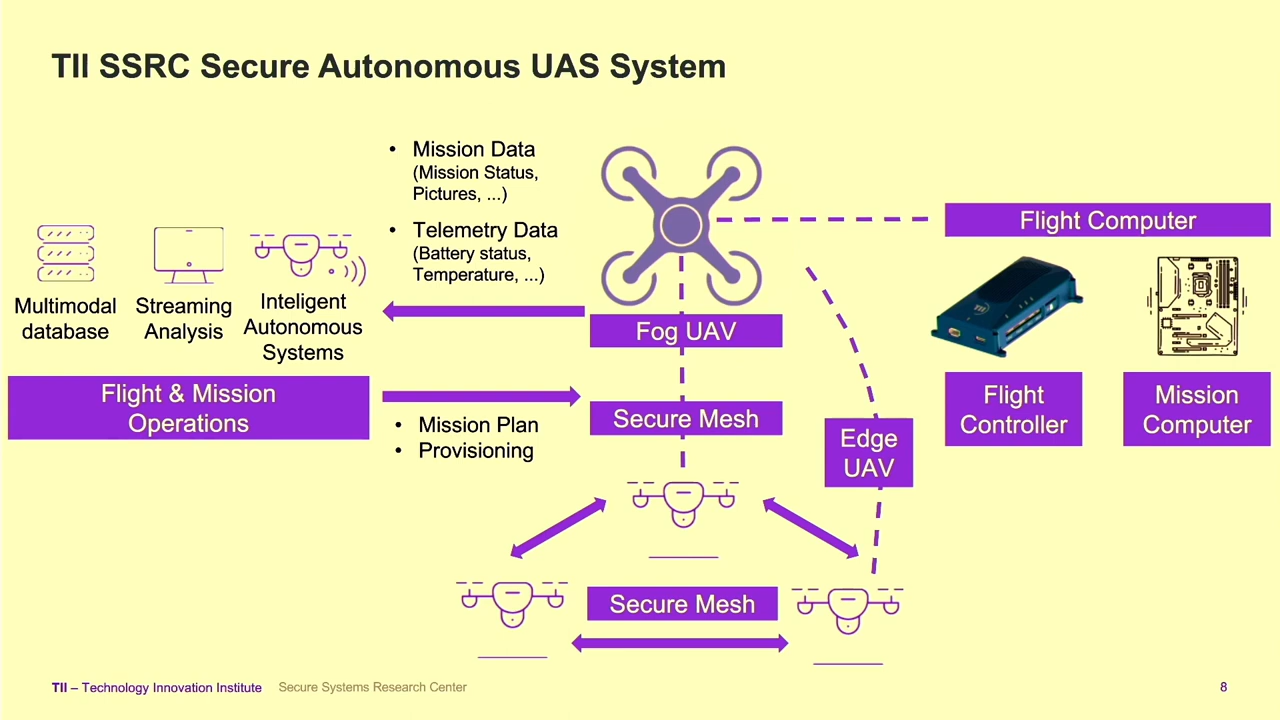 TII SSRC Secure Autonomous UAS System
• Mission Data
(Mission Status,
Pictures, ...)
• Telemetry Data
(Battery status,
Temperature, ...)
Multimodal
database
Streaming
Analysis
Inteligent
Autonomous
Systems
Flight & Mission
Operations
• Mission Plan
• Provisioning
Fog UAV
Secure Mesh
Edge
UAV
Secure Mesh
Flight Computer
TII
Flight
Controller
Mission
Computer
TII – Technology Innovation Institute
Secure Systems Research Center
8